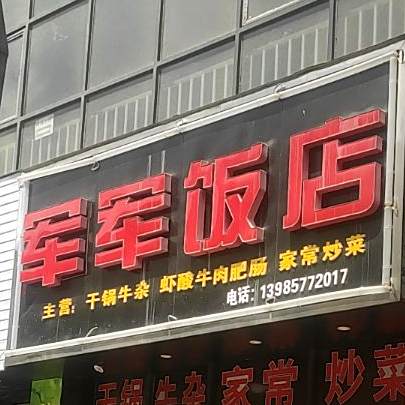 军军饭店
主营：干锅牛杂 虾酸牛肉肥肠 家常炒菜
电话：13985772017
干锅牛杂 家常 炒菜